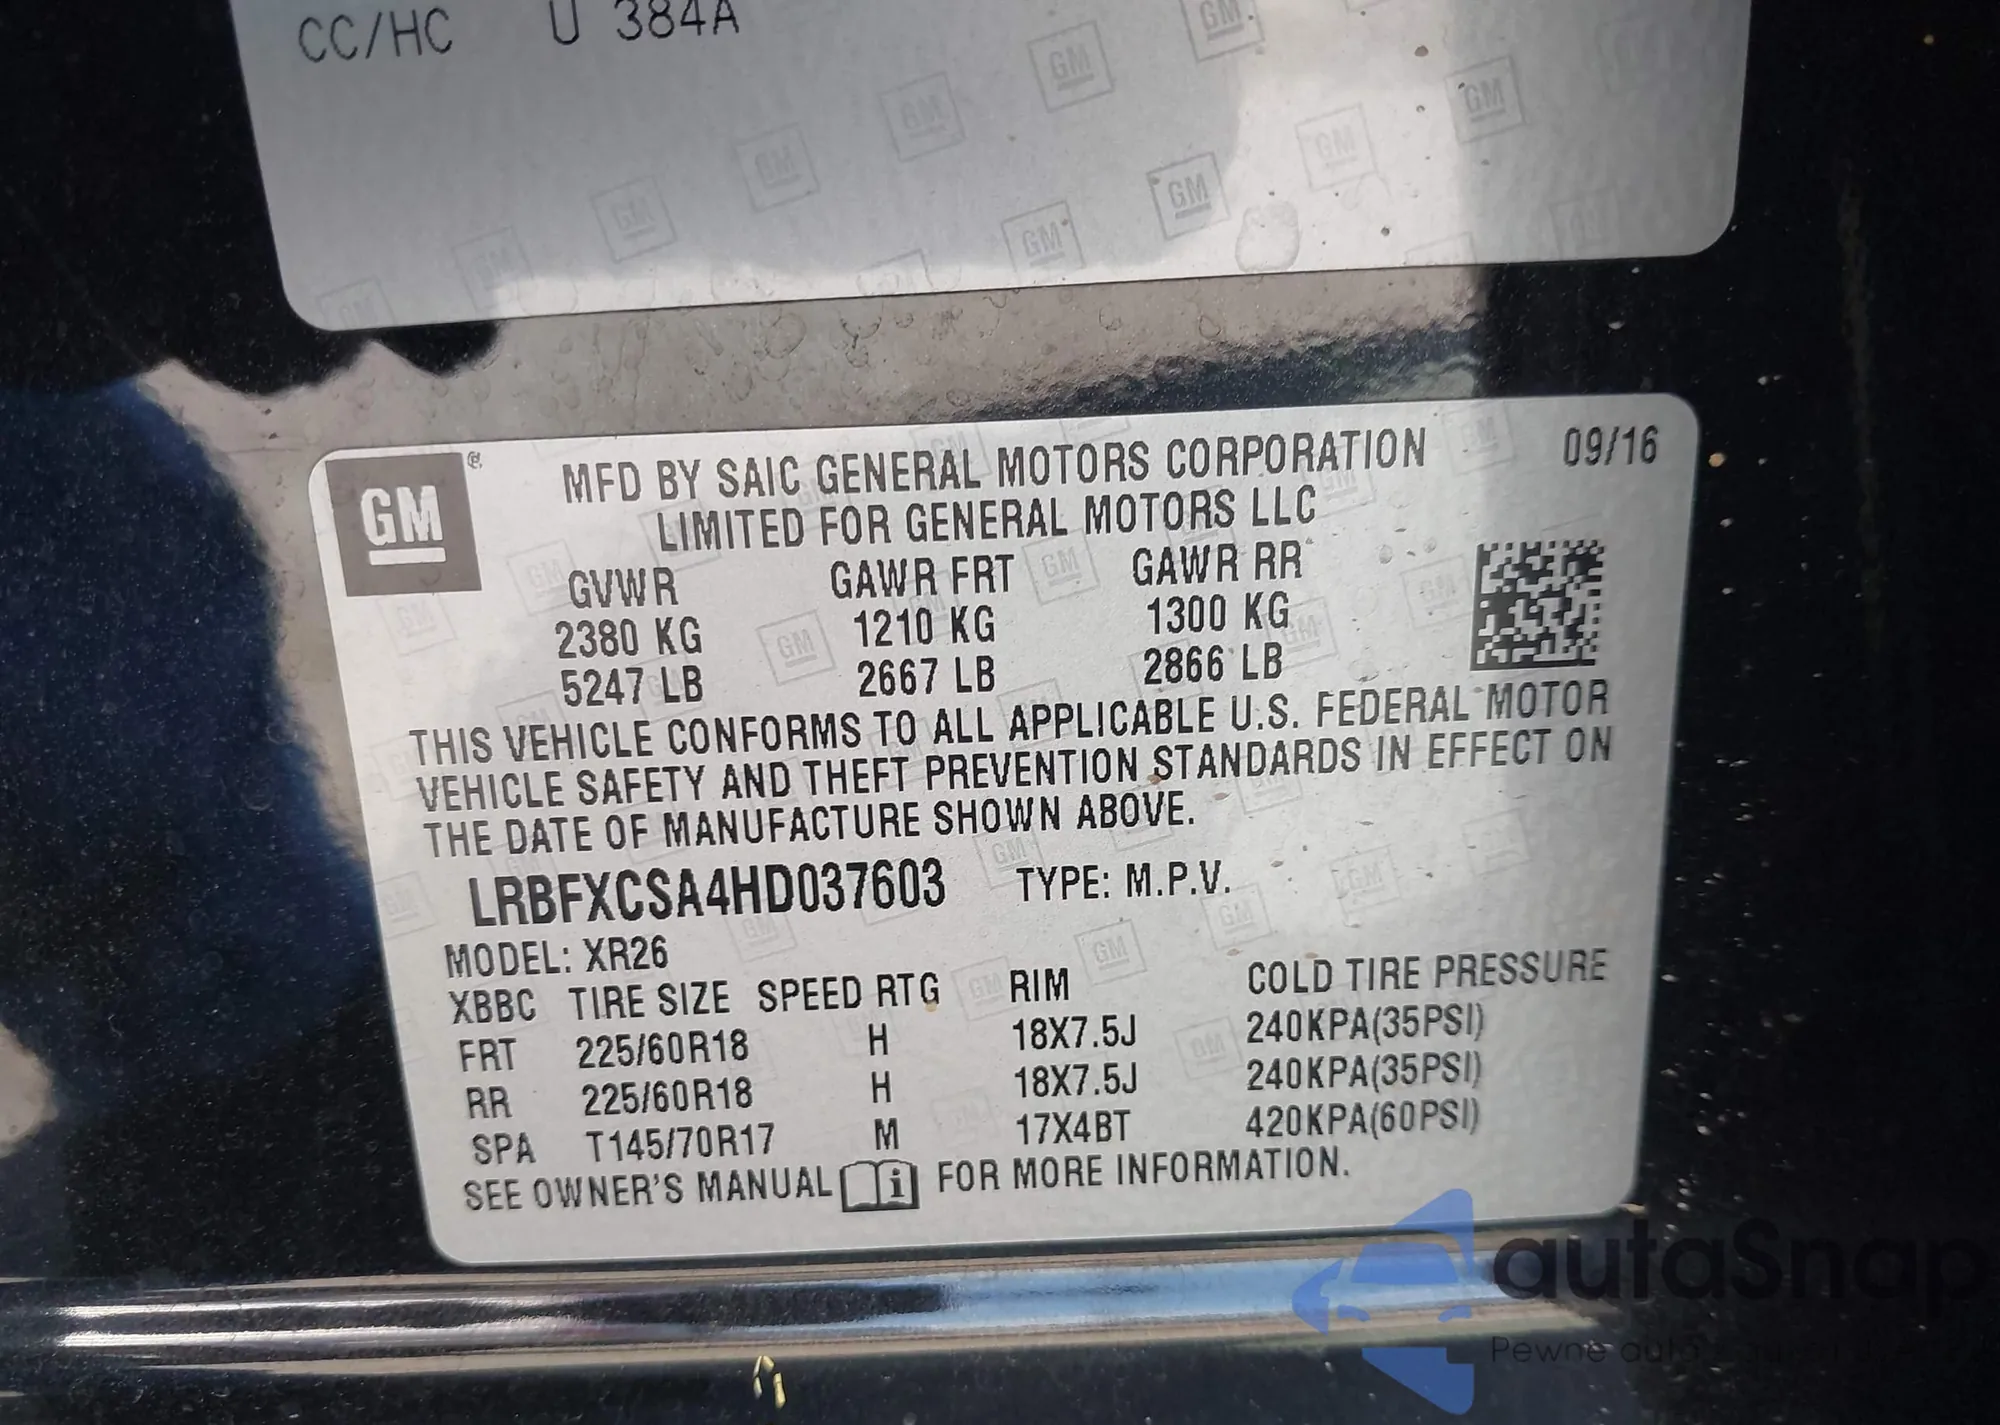 CC/HC U 384A
GM ® MFD BY SAIC GENERAL MOTORS CORPORATION 09/16
LIMITED FOR GENERAL MOTORS LLC
GVWR GAWR FRT GAWR RR
2380 KG 1210 KG 1300 KG
5247 LB 2667 LB 2866 LB
THIS VEHICLE CONFORMS TO ALL APPLICABLE U.S. FEDERAL MOTOR
VEHICLE SAFETY AND THEFT PREVENTION STANDARDS IN EFFECT ON
THE DATE OF MANUFACTURE SHOWN ABOVE.
LRBFXCSA4HD037603 TYPE: M.P.V.
MODEL: XR26
XBBC TIRE SIZE SPEED RTG RIM COLD TIRE PRESSURE
FRT 225/60R18 H 18X7.5J 240KPA(35PSI)
RR 225/60R18 H 18X7.5J 240KPA(35PSI)
SPA T145/70R17 M 17X4BT 420KPA(60PSI)
SEE OWNER'S MANUAL FOR MORE INFORMATION.
autaSnap
Pewne auto